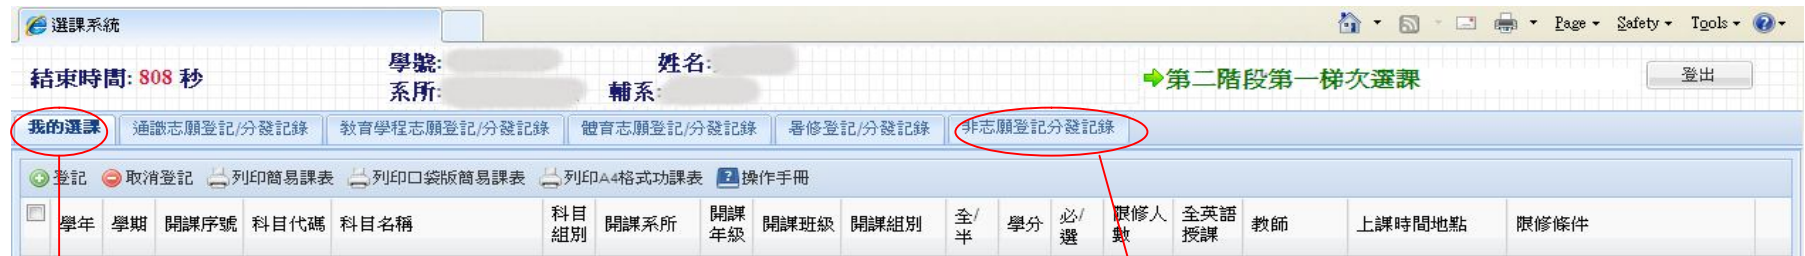 選課系統
Page Safety Tools
結束時間: 808 秒
學號: 姓名:
系所: 輔系:
第二階段第一梯次選課
登出
我的選課 通識志願登記/分發記錄 教育學程志願登記/分發記錄 體育志願登記/分發記錄 暑修登記/分發記錄 非志願登記分發記錄
登記 取消登記 列印簡易課表 列印口袋版簡易課表 列印A4格式功課表 操作手冊
學年 學期 開課序號 科目代碼 科目名稱 科目組別 開課系所 開課年級 開課班級 開課組別 全/半 學分 必/選 限修人數 全英語授課 教師 上課時間地點 限修條件